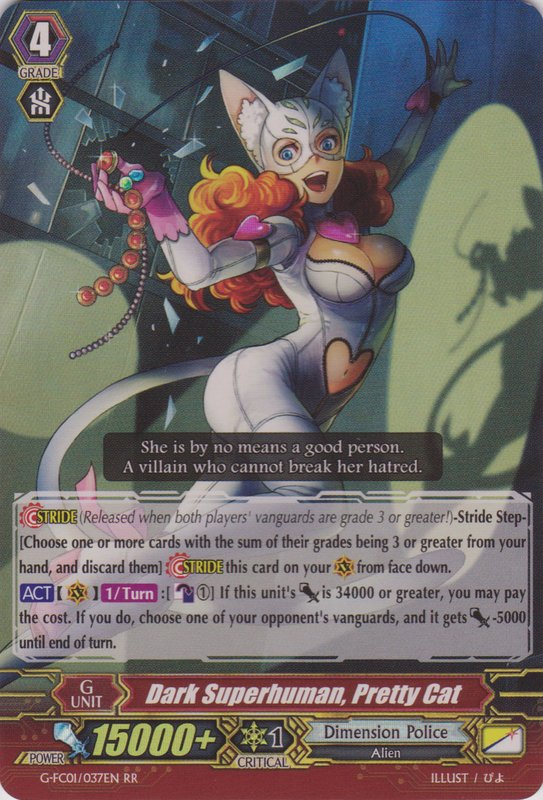 4
GRADE
She is by no means a good person.
A villain who cannot break her hatred.
STRIDE (Released when both players' vanguards are grade 3 or greater!)-Stride Step-
[Choose one or more cards with the sum of their grades being 3 or greater from
your hand, and discard them] STRIDE this card on your from face down.
ACT【 】1/Turn :[ ①] If this unit's is 34000 or greater, you may pay
the cost. If you do, choose one of your opponent's vanguards, and it gets -5000
until end of turn.
G
UNIT
Dark Superhuman, Pretty Cat
POWER 15000+ 1 CRITICAL
Dimension Police
Alien
G-FC01/037EN RR
ILLUST / ぴよ